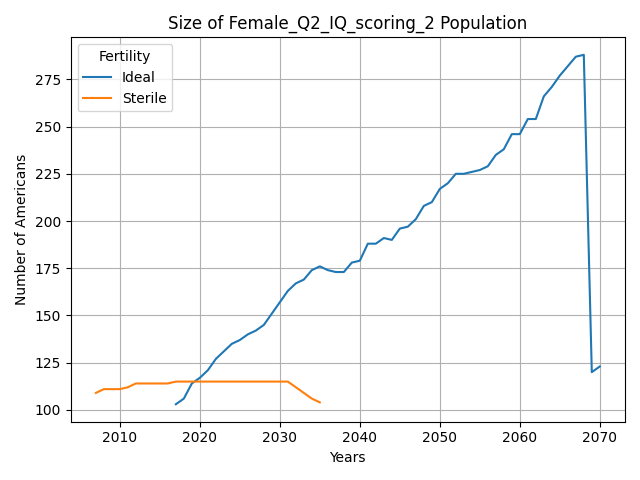 Size of Female_Q2_IQ_scoring_2 Population
Fertility
Ideal
Sterile
Number of Americans
275
250
225
200
175
150
125
100
2010 2020 2030 2040 2050 2060 2070
Years